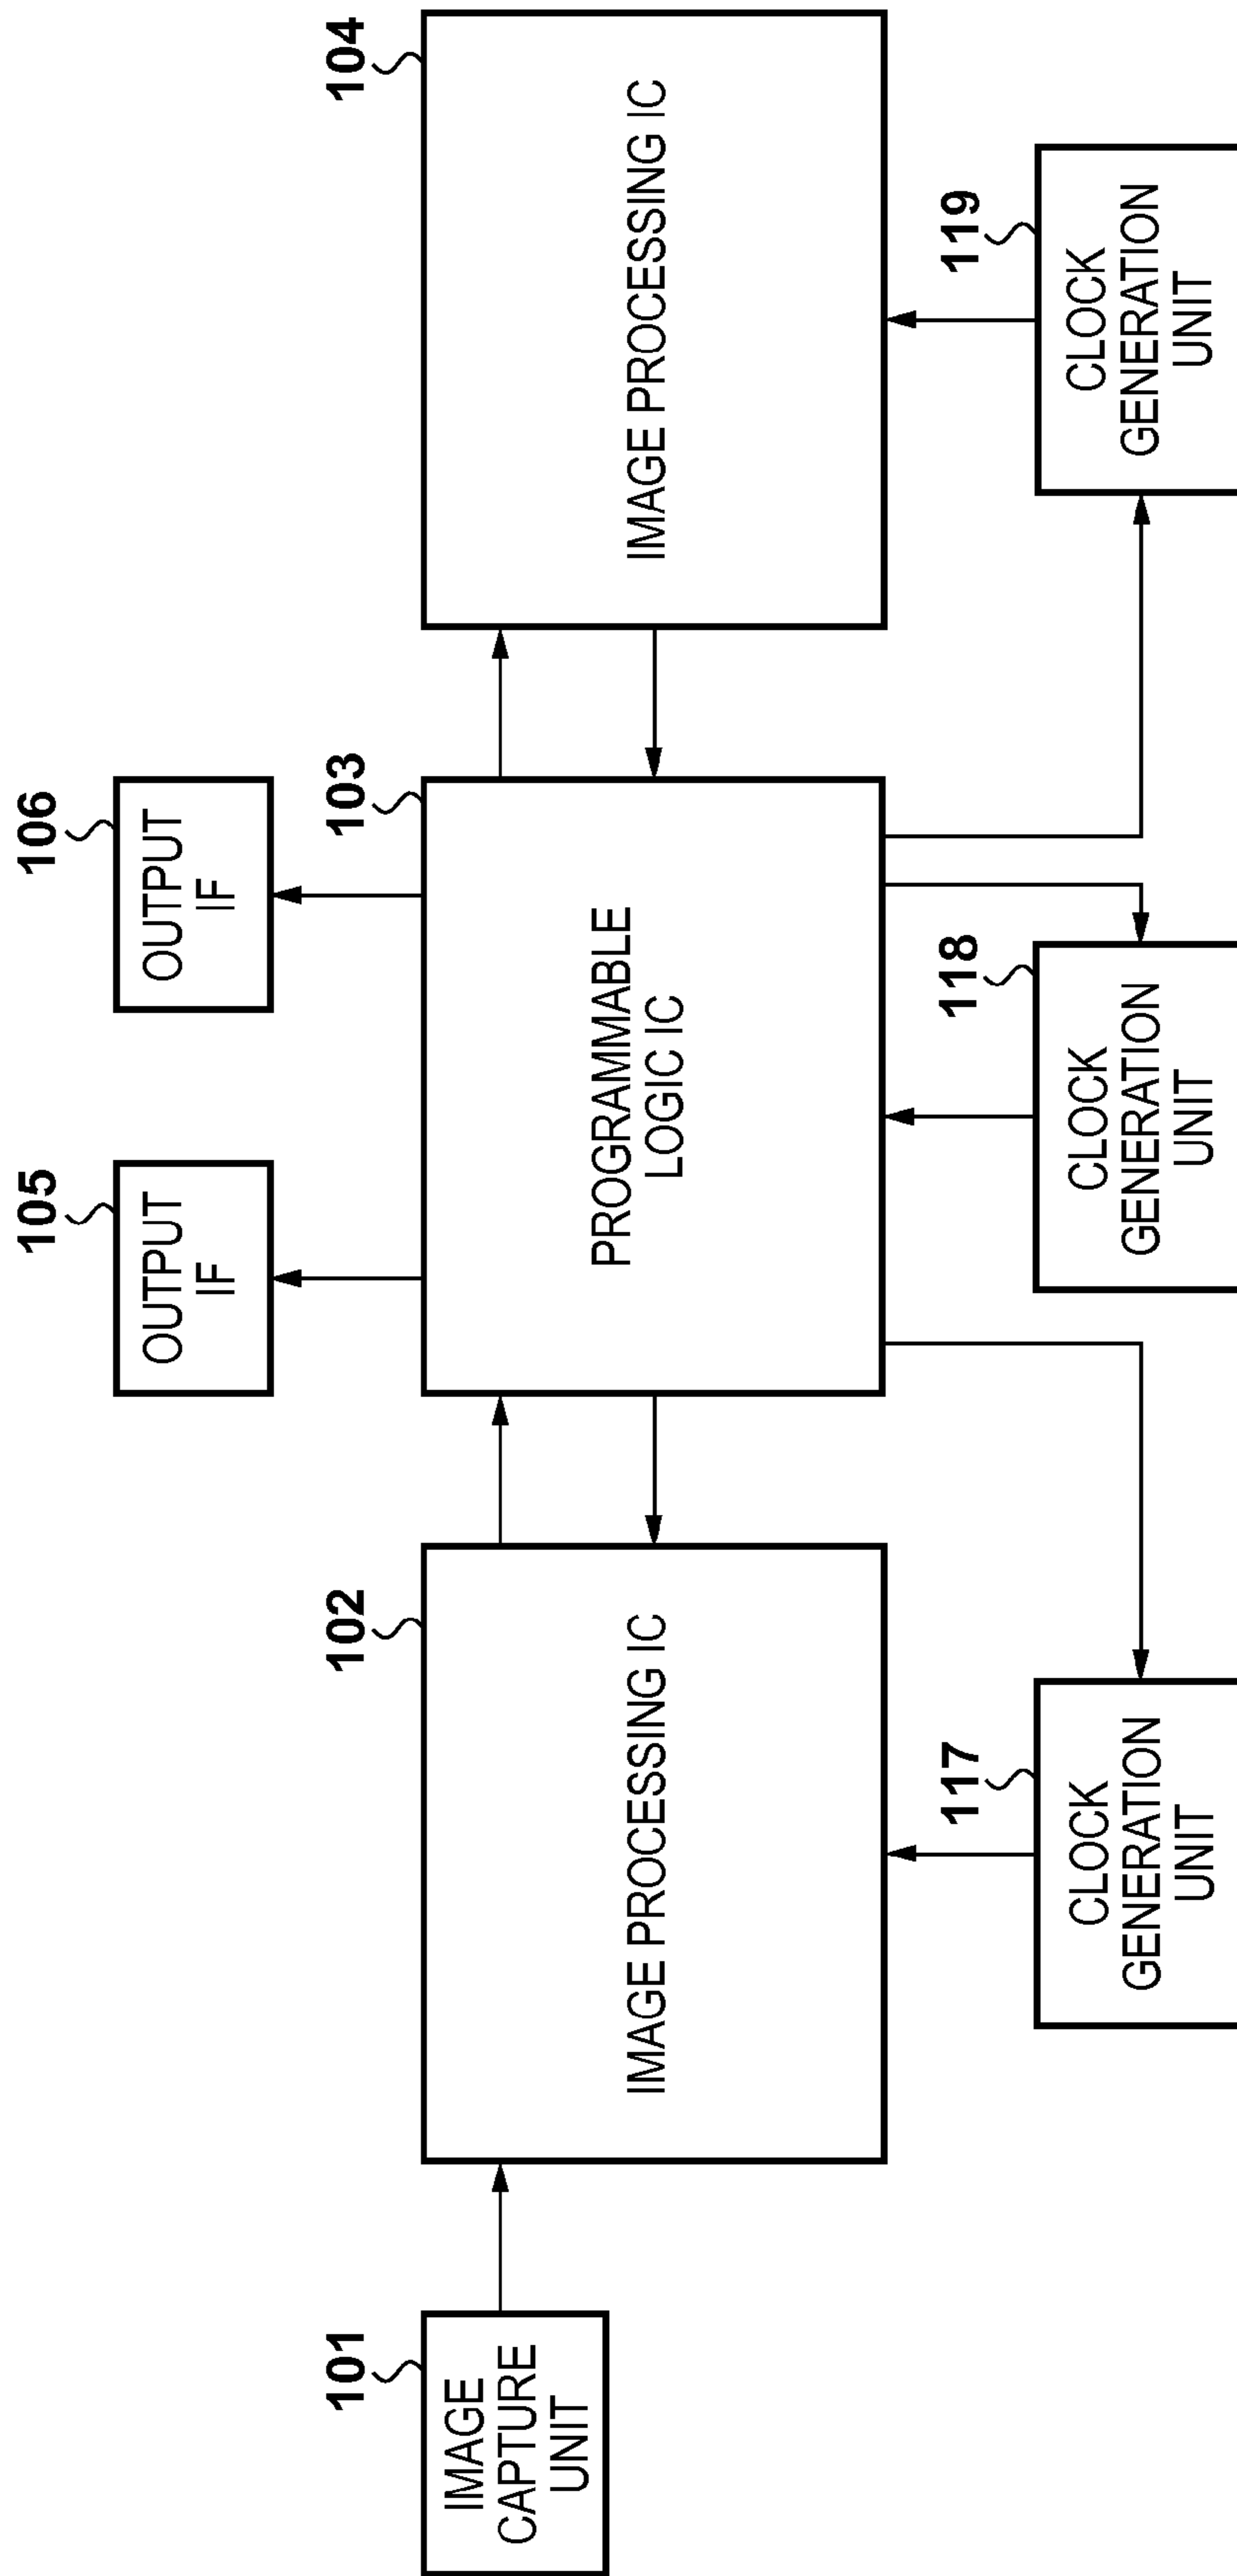 105
106
OUTPUT
IF
OUTPUT
IF
101
102
103
104
IMAGE
CAPTURE
UNIT
IMAGE PROCESSING IC
PROGRAMMABLE
LOGIC IC
IMAGE PROCESSING IC
117
118
119
CLOCK
GENERATION
UNIT
CLOCK
GENERATION
UNIT
CLOCK
GENERATION
UNIT